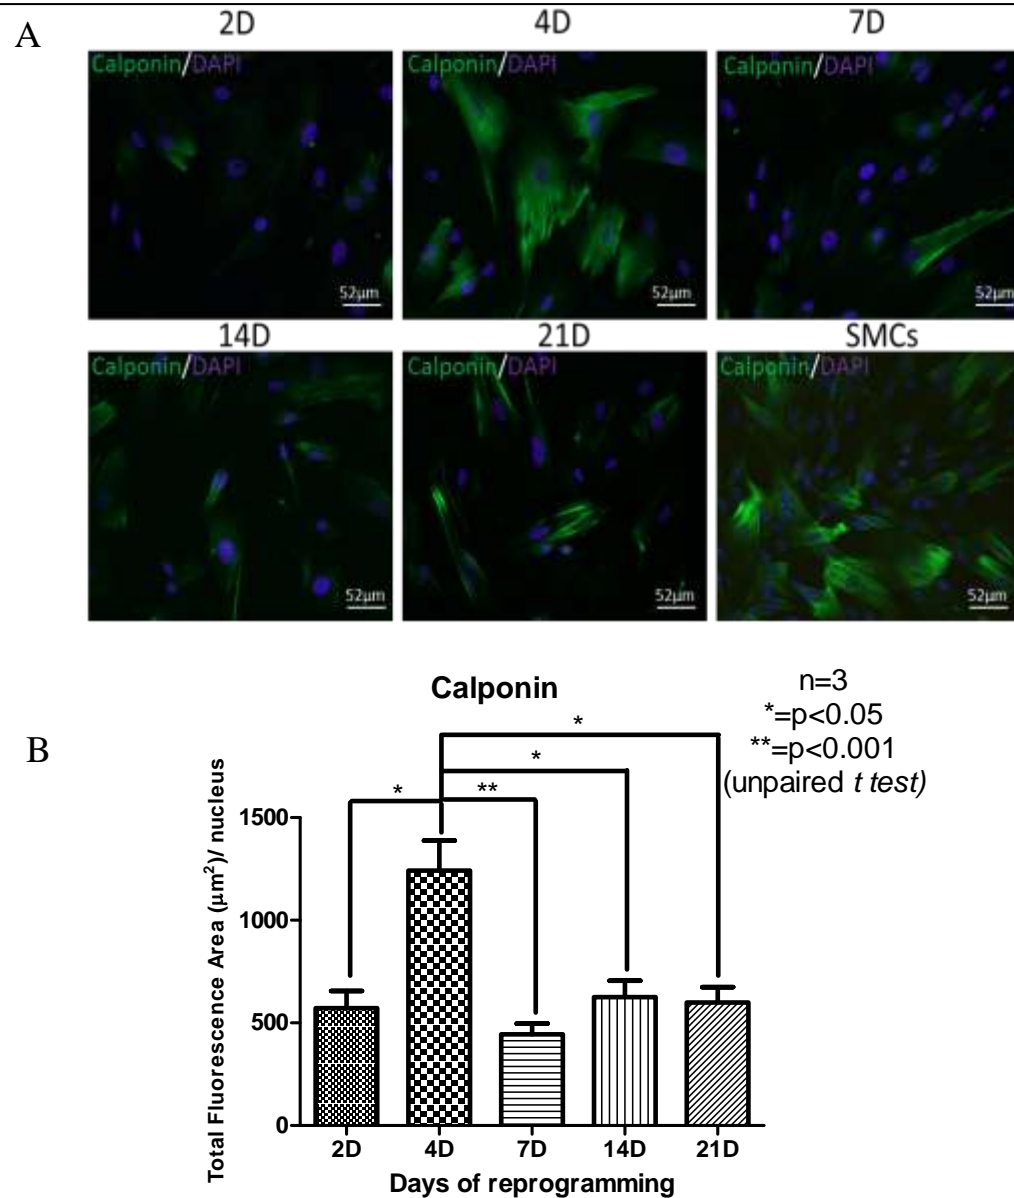 A
2D 4D 7D
Calponin/DAPI Calponin/DAPI Calponin/DAPI
52µm 52µm 52µm
14D 21D SMCs
Calponin/DAPI Calponin/DAPI Calponin/DAPI
52µm 52µm 52µm
B
Calponin
n=3
*=p<0.05
**=p<0.001
(unpaired t test)
*
*
* **
Total Fluorescence Area (µm²)/ nucleus
1500
1000
500
0
2D 4D 7D 14D 21D
Days of reprogramming